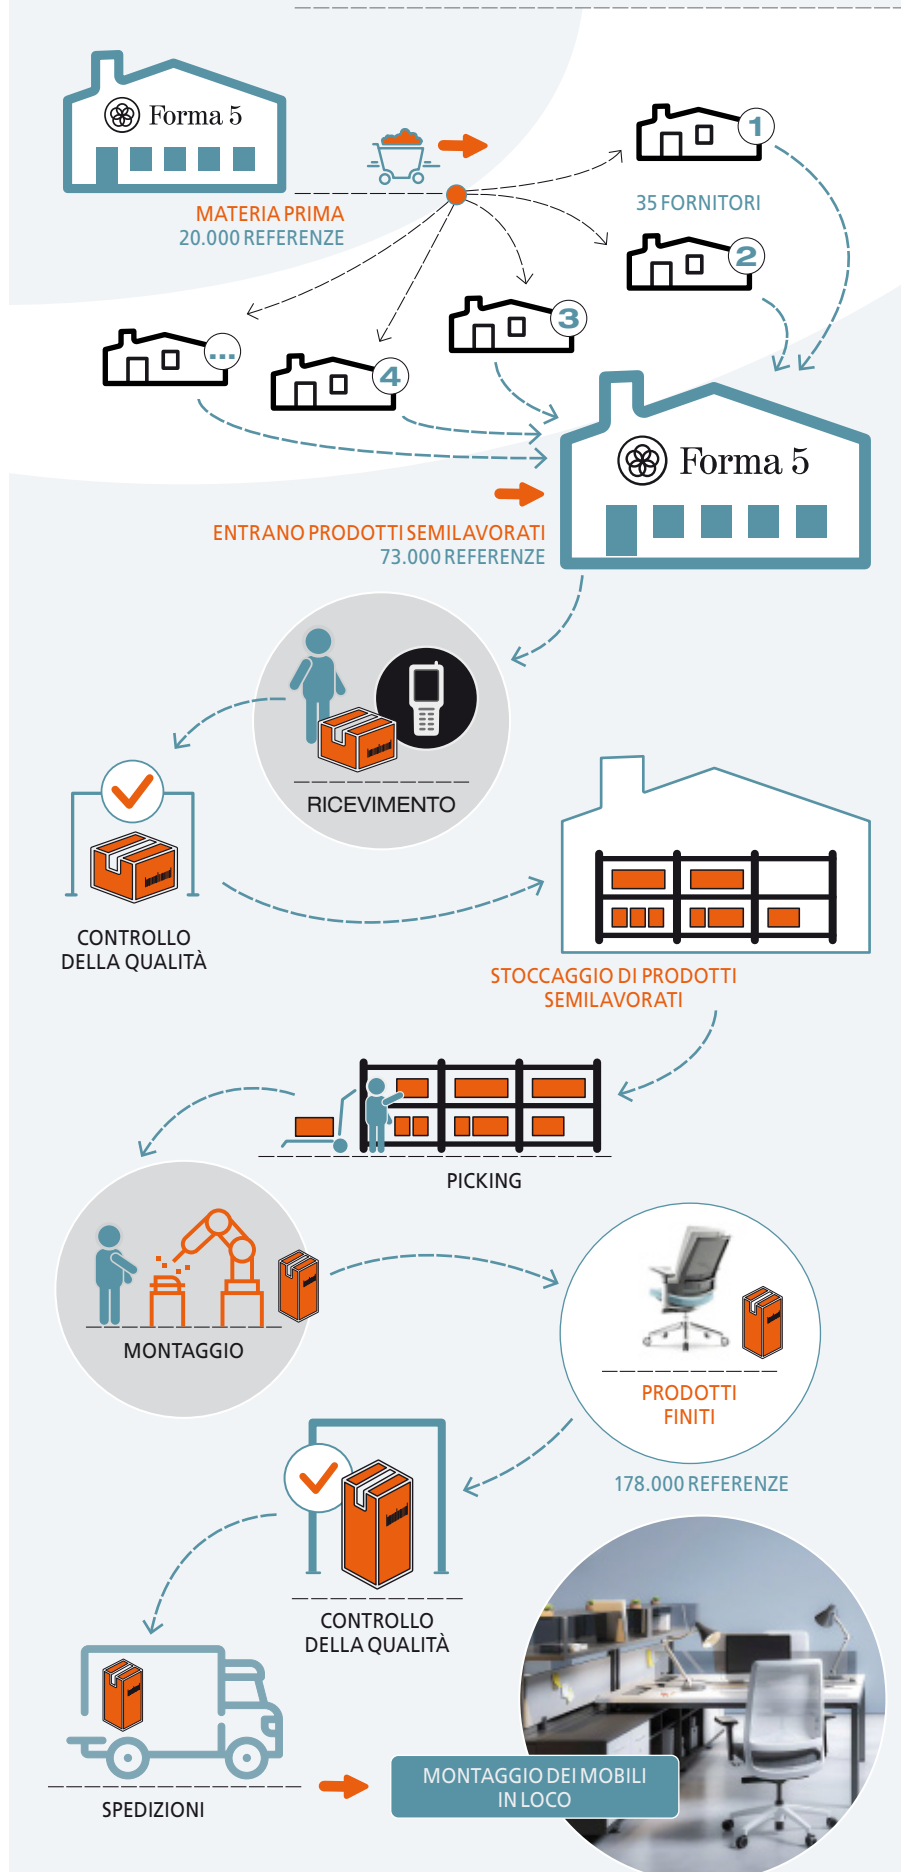 Forma 5
MATERIA PRIMA
20.000 REFERENZE
1
35 FORNITORI
2
3
...
4
Forma 5
ENTRANO PRODOTTI SEMILAVORATI
73.000 REFERENZE
RICEVIMENTO
CONTROLLO
DELLA QUALITÀ
STOCCAGGIO DI PRODOTTI
SEMILAVORATI
PICKING
MONTAGGIO
PRODOTTI
FINITI
178.000 REFERENZE
CONTROLLO
DELLA QUALITÀ
SPEDIZIONI
MONTAGGIO DEI MOBILI
IN LOCO